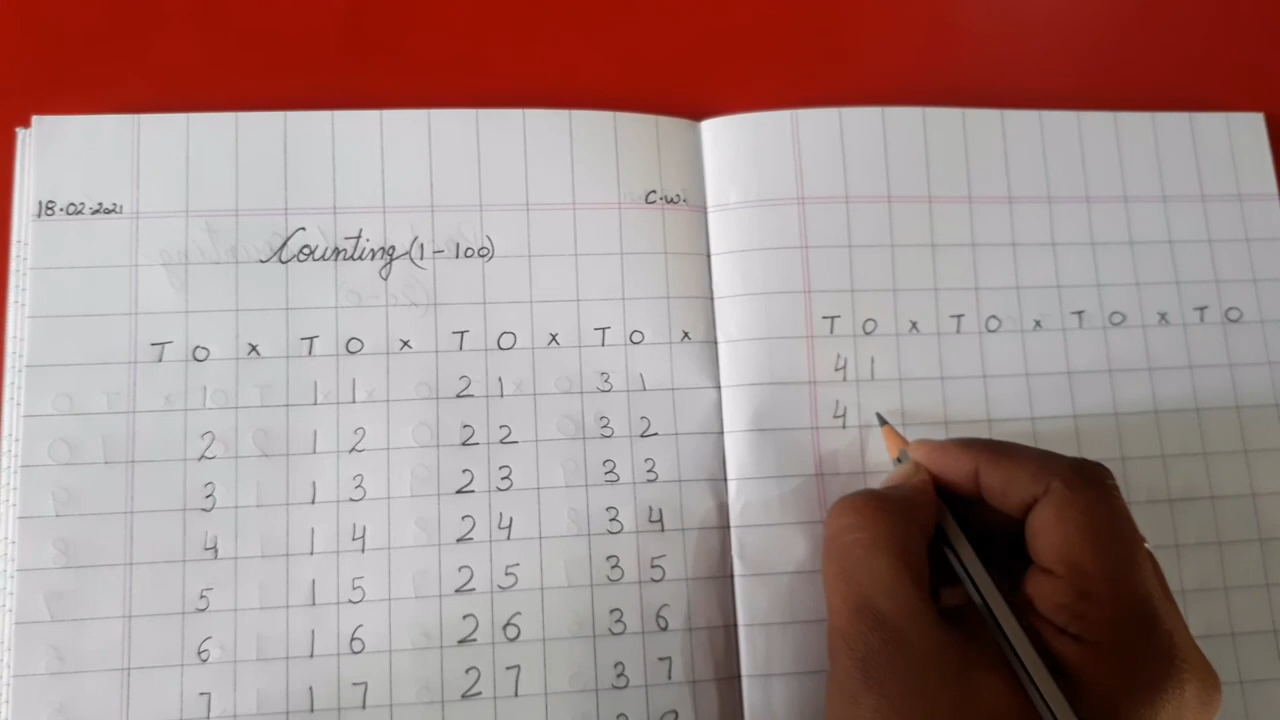 18.02.2021 C.W.
Counting (1-100)
T O × T O × T O × T O ×
1 1 1 2 1 3 1
2 1 2 2 2 3 2
3 1 3 2 3 3 3
4 1 4 2 4 3 4
5 1 5 2 5 3 5
6 1 6 2 6 3 6
7 1 7 2 7 3 7
T O × T O × T O × T O
4 1
4